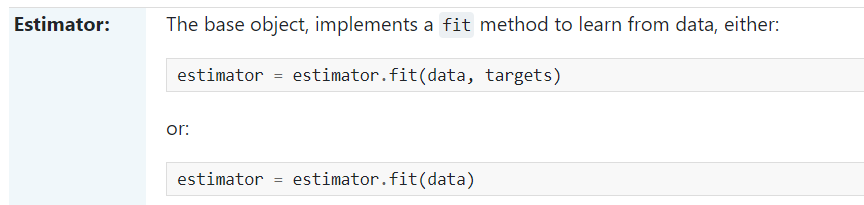 Estimator: The base object, implements a fit method to learn from data, either:
estimator = estimator.fit(data, targets)
or:
estimator = estimator.fit(data)